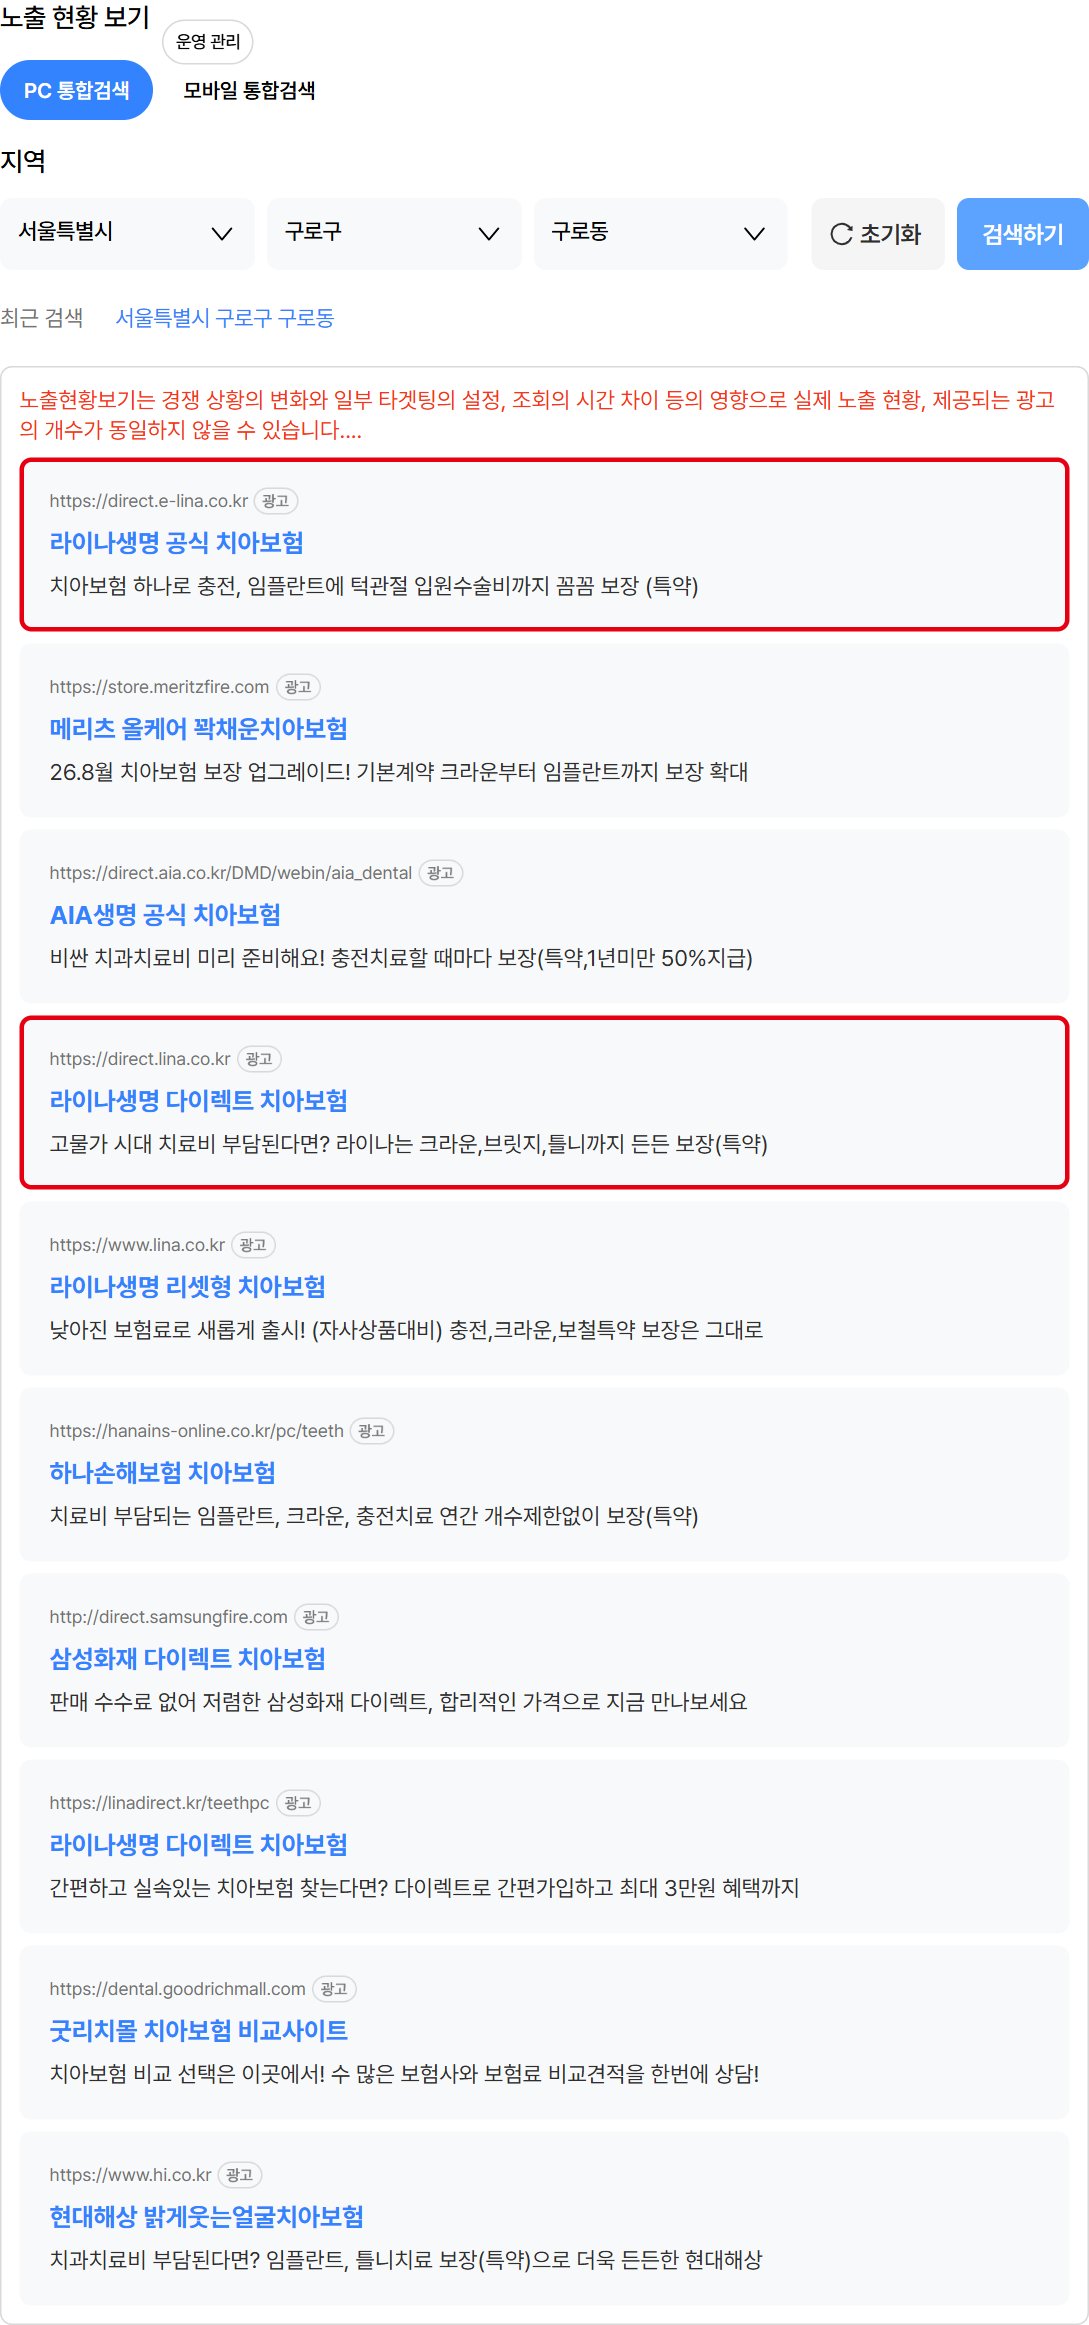 노출 현황 보기
운영 관리
PC 통합검색
모바일 통합검색
지역
서울특별시
구로구
구로동
초기화
검색하기
최근 검색
서울특별시 구로구 구로동
노출현황보기는 경쟁 상황의 변화와 일부 타겟팅의 설정, 조회의 시간 차이 등의 영향으로 실제 노출 현황, 제공되는 광고
의 개수가 동일하지 않을 수 있습니다....
https://direct.e-lina.co.kr 광고
라이나생명 공식 치아보험
치아보험 하나로 충전, 임플란트에 턱관절 입원수술비까지 꼼꼼 보장 (특약)
https://store.meritzfire.com 광고
메리츠 올케어 꽉채운치아보험
26.8월 치아보험 보장 업그레이드! 기본계약 크라운부터 임플란트까지 보장 확대
https://direct.aia.co.kr/DMD/webin/aia_dental 광고
AIA생명 공식 치아보험
비싼 치과치료비 미리 준비해요! 충전치료할 때마다 보장(특약,1년미만 50%지급)
https://direct.lina.co.kr 광고
라이나생명 다이렉트 치아보험
고물가 시대 치료비 부담된다면? 라이나는 크라운,브릿지,틀니까지 든든 보장(특약)
https://www.lina.co.kr 광고
라이나생명 리셋형 치아보험
낮아진 보험료로 새롭게 출시! (자사상품대비) 충전,크라운,보철특약 보장은 그대로
https://hanains-online.co.kr/pc/teeth 광고
하나손해보험 치아보험
치료비 부담되는 임플란트, 크라운, 충전치료 연간 개수제한없이 보장(특약)
http://direct.samsungfire.com 광고
삼성화재 다이렉트 치아보험
판매 수수료 없어 저렴한 삼성화재 다이렉트, 합리적인 가격으로 지금 만나보세요
https://linadirect.kr/teethpc 광고
라이나생명 다이렉트 치아보험
간편하고 실속있는 치아보험 찾는다면? 다이렉트로 간편가입하고 최대 3만원 혜택까지
https://dental.goodrichmall.com 광고
굿리치몰 치아보험 비교사이트
치아보험 비교 선택은 이곳에서! 수 많은 보험사와 보험료 비교견적을 한번에 상담!
https://www.hi.co.kr 광고
현대해상 밝게웃는얼굴치아보험
치과치료비 부담된다면? 임플란트, 틀니치료 보장(특약)으로 더욱 든든한 현대해상